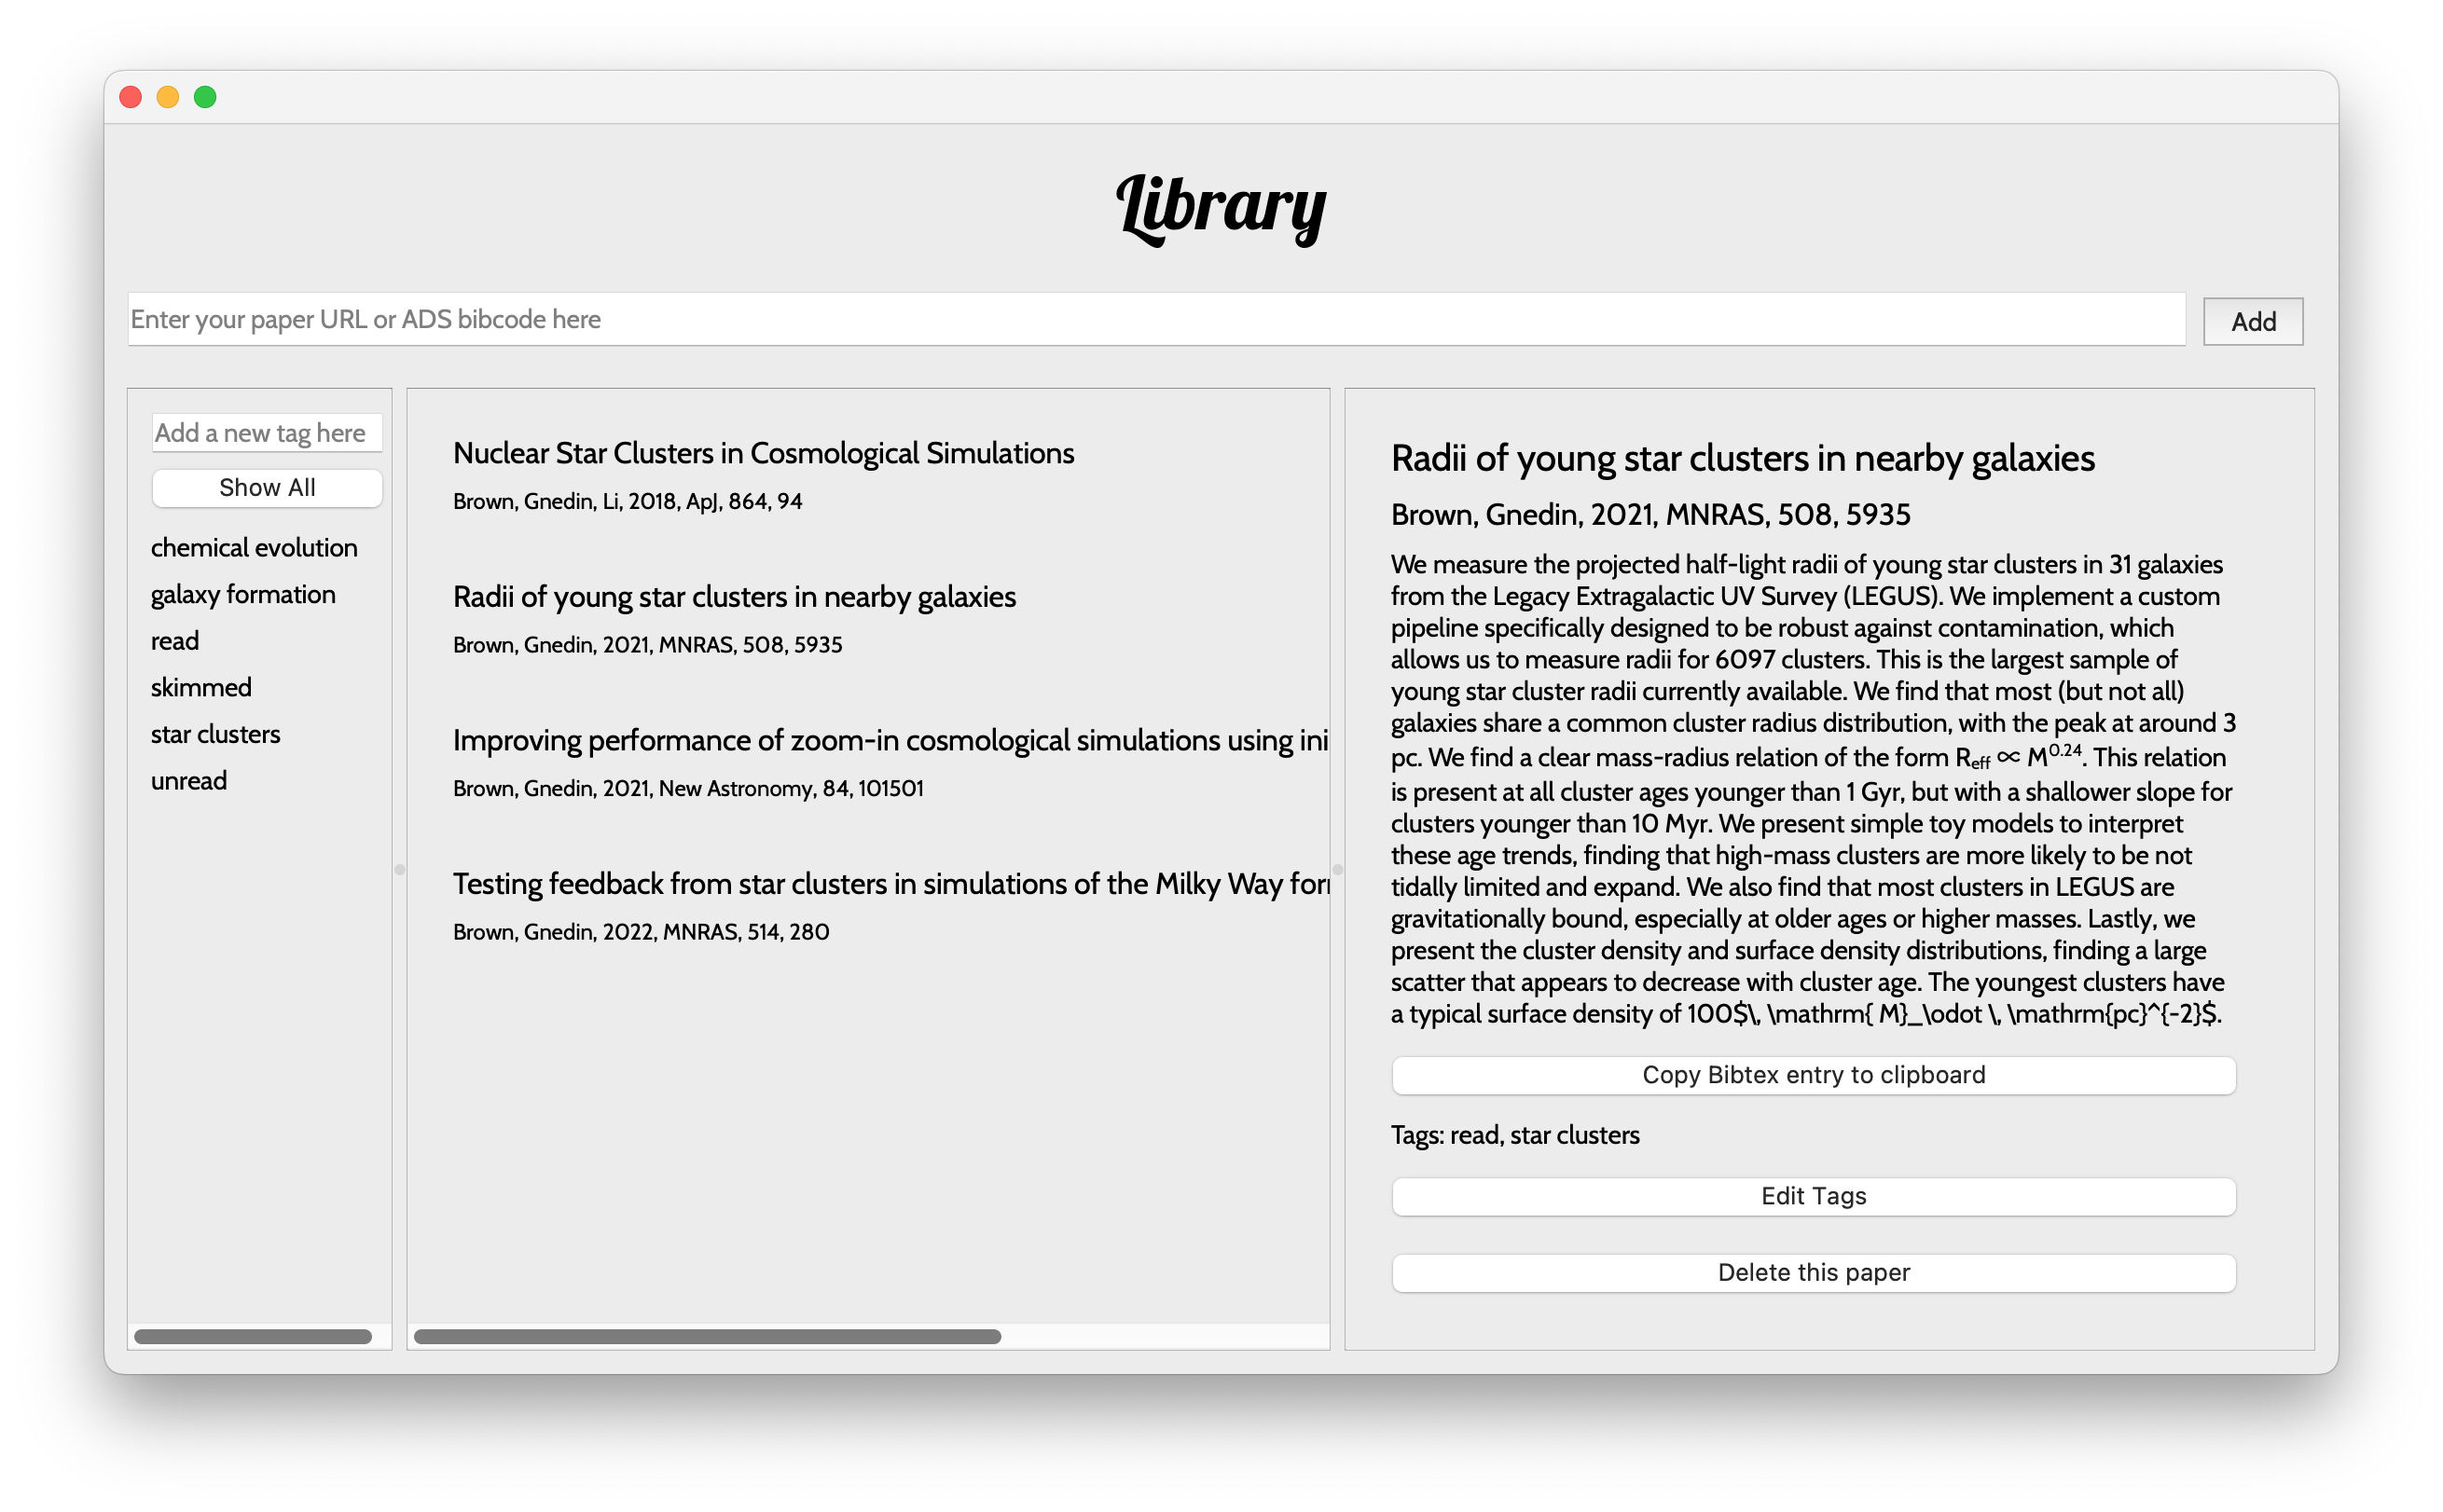 Library
Enter your paper URL or ADS bibcode here
Add
Add a new tag here
Show All
chemical evolution
galaxy formation
read
skimmed
star clusters
unread
Nuclear Star Clusters in Cosmological Simulations
Brown, Gnedin, Li, 2018, ApJ, 864, 94
Radii of young star clusters in nearby galaxies
Brown, Gnedin, 2021, MNRAS, 508, 5935
Improving performance of zoom-in cosmological simulations using ini
Brown, Gnedin, 2021, New Astronomy, 84, 101501
Testing feedback from star clusters in simulations of the Milky Way for
Brown, Gnedin, 2022, MNRAS, 514, 280
Radii of young star clusters in nearby galaxies
Brown, Gnedin, 2021, MNRAS, 508, 5935
We measure the projected half-light radii of young star clusters in 31 galaxies
from the Legacy Extragalactic UV Survey (LEGUS). We implement a custom
pipeline specifically designed to be robust against contamination, which
allows us to measure radii for 6097 clusters. This is the largest sample of
young star cluster radii currently available. We find that most (but not all)
galaxies share a common cluster radius distribution, with the peak at around 3
pc. We find a clear mass-radius relation of the form R_eff ∝ M^0.24. This relation
is present at all cluster ages younger than 1 Gyr, but with a shallower slope for
clusters younger than 10 Myr. We present simple toy models to interpret
these age trends, finding that high-mass clusters are more likely to be not
tidally limited and expand. We also find that most clusters in LEGUS are
gravitationally bound, especially at older ages or higher masses. Lastly, we
present the cluster density and surface density distributions, finding a large
scatter that appears to decrease with cluster age. The youngest clusters have
a typical surface density of 100$\, \mathrm{ M}_\odot \, \mathrm{pc}^{-2}$.
Copy Bibtex entry to clipboard
Tags: read, star clusters
Edit Tags
Delete this paper